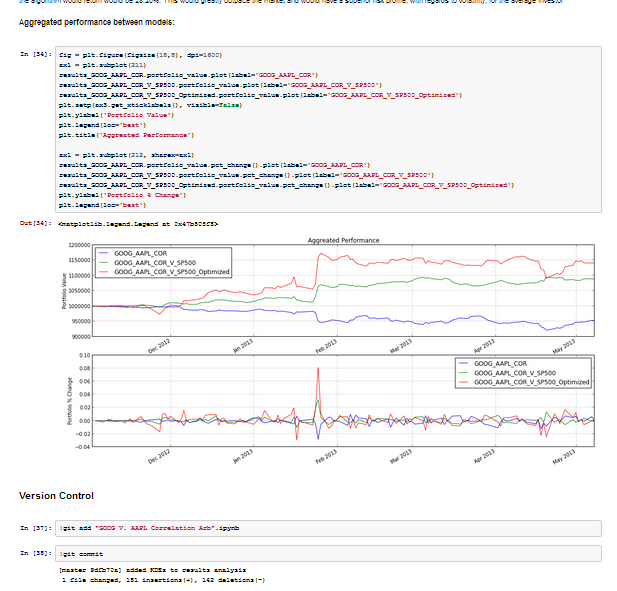 the algorithm would return would be 28.20%. This would greatly outpace the market and would have a superior risk profile, with regards to volatility, for the average investor
Aggregated performance between models:
In [34]: fig = plt.figure(figsize(18,8), dpi=1800)
ax1 = plt.subplot(211)
results_GOOG_AAPL_COR.portfolio_value.plot(label='GOOG_AAPL_COR')
results_GOOG_AAPL_COR_V_SP500.portfolio_value.plot(label='GOOG_AAPL_COR_V_SP500')
results_GOOG_AAPL_COR_V_SP500_Optimized.portfolio_value.plot(label='GOOG_AAPL_COR_V_SP500_Optimized')
plt.setp(ax3.get_xticklabels(), visible=False)
plt.ylabel('Portfolio Value')
plt.legend(loc='best')
plt.title('Aggreated Performance')
ax1 = plt.subplot(212, sharex=ax1)
results_GOOG_AAPL_COR.portfolio_value.pct_change().plot(label='GOOG_AAPL_COR')
results_GOOG_AAPL_COR_V_SP500.portfolio_value.pct_change().plot(label='GOOG_AAPL_COR_V_SP500')
results_GOOG_AAPL_COR_V_SP500_Optimized.portfolio_value.pct_change().plot(label='GOOG_AAPL_COR_V_SP500_Optimized')
plt.ylabel('Portfolio % Change')
plt.legend(loc='best')
Out[34]: <matplotlib.legend.Legend at
Aggreated Performance
1200000
1150000
1100000
1050000
1000000
950000
900000
Portfolio Value
GOOG_AAPL_COR
GOOG_AAPL_COR_V_SP500
GOOG_AAPL_COR_V_SP500_Optimized
Dec 2012
Jan 2013
Feb 2013
Mar 2013
Apr 2013
May 2013
0.10
0.08
0.06
0.04
0.02
0.00
−0.02
−0.04
Portfolio % Change
GOOG_AAPL_COR
GOOG_AAPL_COR_V_SP500
GOOG_AAPL_COR_V_SP500_Optimized
Dec 2012
Jan 2013
Feb 2013
Mar 2013
Apr 2013
May 2013
Version Control
In [37]: !git add "GOOG V. AAPL Correlation Arb".ipynb
In [38]: !git commit
[master 9dfb70a] added KDEs to results analysis
1 file changed, 151 insertions(+), 142 deletions(-)